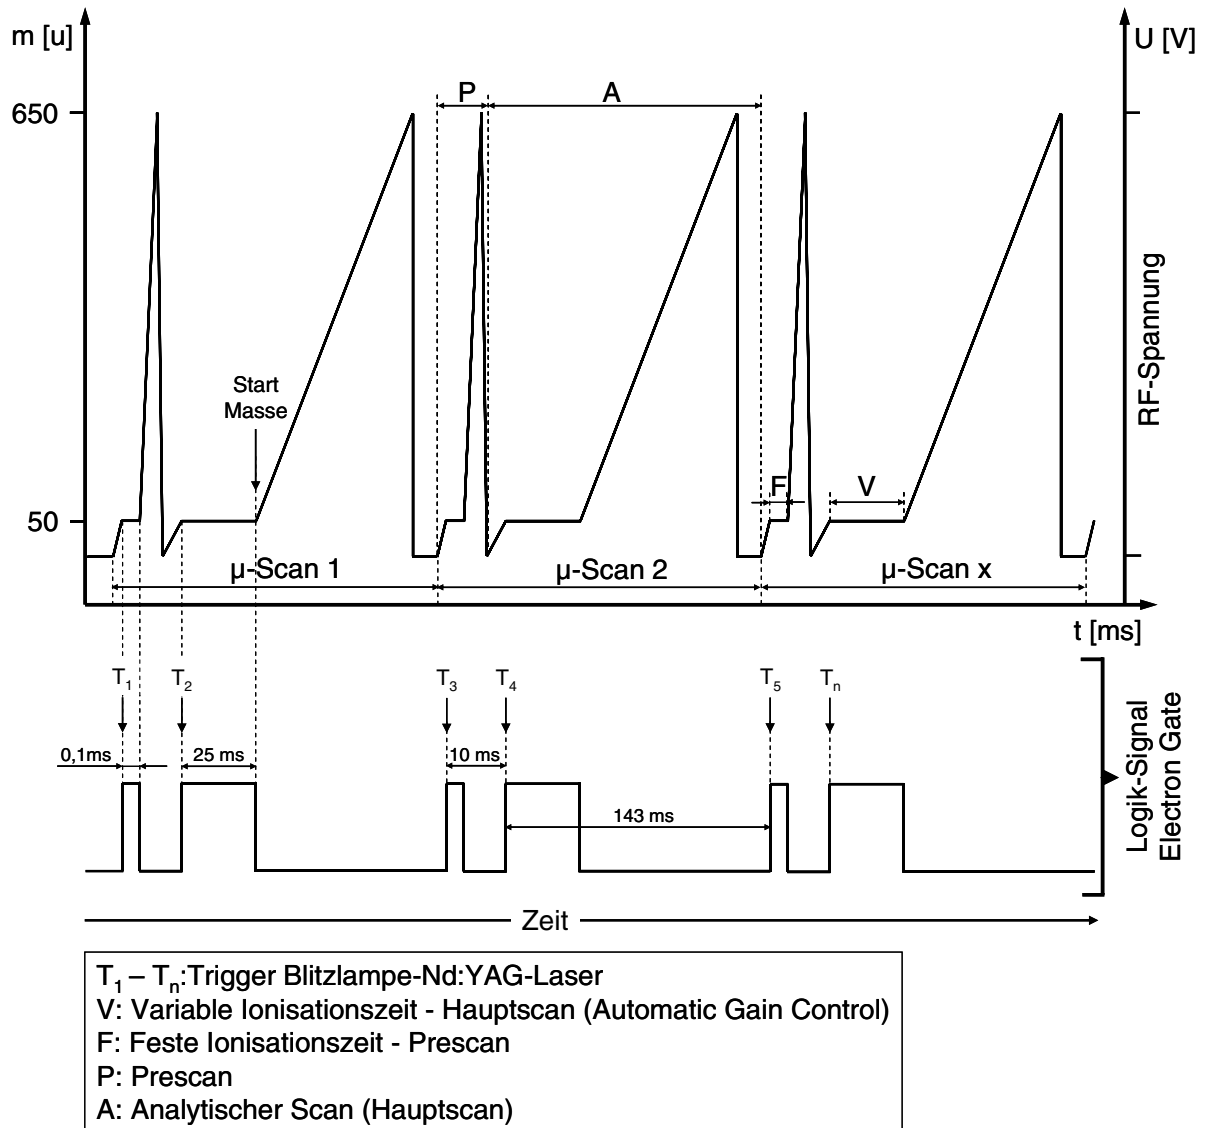 m [u]
U [V]
650
P
A
RF-Spannung
Start
Masse
F
V
50
µ-Scan 1
µ-Scan 2
µ-Scan x
t [ms]
T1
T2
T3
T4
T5
Tn
0,1ms
25 ms
10 ms
143 ms
Logik-Signal
Electron Gate
Zeit
T1 – Tn:Trigger Blitzlampe-Nd:YAG-Laser
V: Variable Ionisationszeit - Hauptscan (Automatic Gain Control)
F: Feste Ionisationszeit - Prescan
P: Prescan
A: Analytischer Scan (Hauptscan)